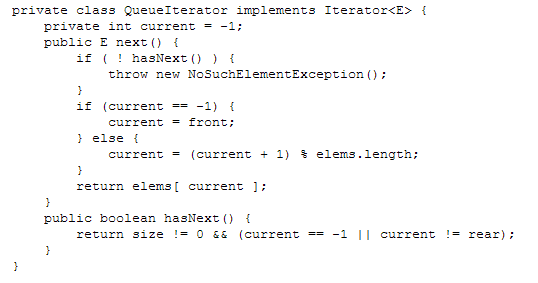 private class QueueIterator implements Iterator<E> {
    private int current = -1;
    public E next() {
        if ( ! hasNext() ) {
            throw new NoSuchElementException();
        }
        if (current == -1) {
            current = front;
        } else {
            current = (current + 1) % elems.length;
        }
        return elems[ current ];
    }
    public boolean hasNext() {
        return size != 0 && (current == -1 || current != rear);
    }
}